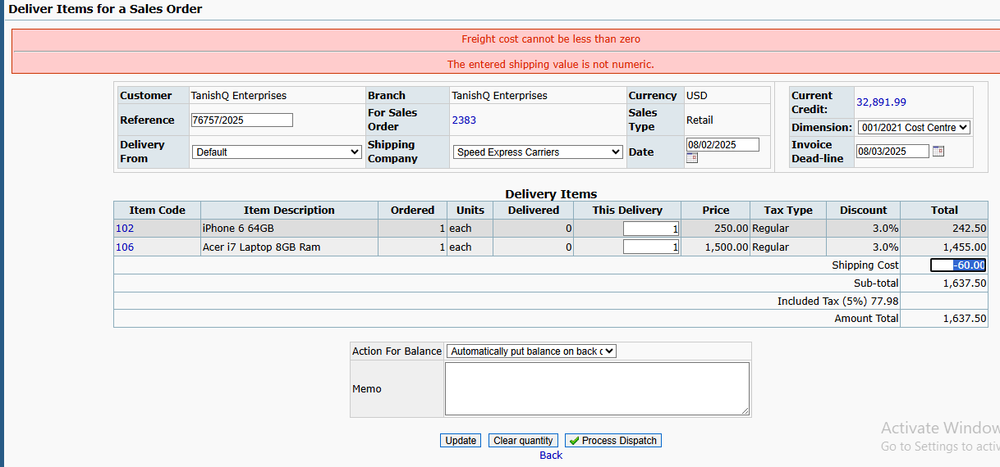 Deliver Items for a Sales Order
Freight cost cannot be less than zero
The entered shipping value is not numeric.
Customer TanishQ Enterprises Branch TanishQ Enterprises Currency USD
Reference 76757/2025 For Sales Order 2383 Sales Type Retail
Delivery From Default Shipping Company Speed Express Carriers Date 08/02/2025
Current Credit: 32,891.99
Dimension: 001/2021 Cost Centre
Invoice Dead-line 08/03/2025
Delivery Items
Item Code Item Description Ordered Units Delivered This Delivery Price Tax Type Discount Total
102 iPhone 6 64GB 1 each 0 1 250.00 Regular 3.0% 242.50
106 Acer i7 Laptop 8GB Ram 1 each 0 1 1,500.00 Regular 3.0% 1,455.00
Shipping Cost -60.00
Sub-total 1,637.50
Included Tax (5%) 77.98
Amount Total 1,637.50
Action For Balance Automatically put balance on back
Memo
Update Clear quantity Process Dispatch
Back
Activate Window
Go to Settings to activ